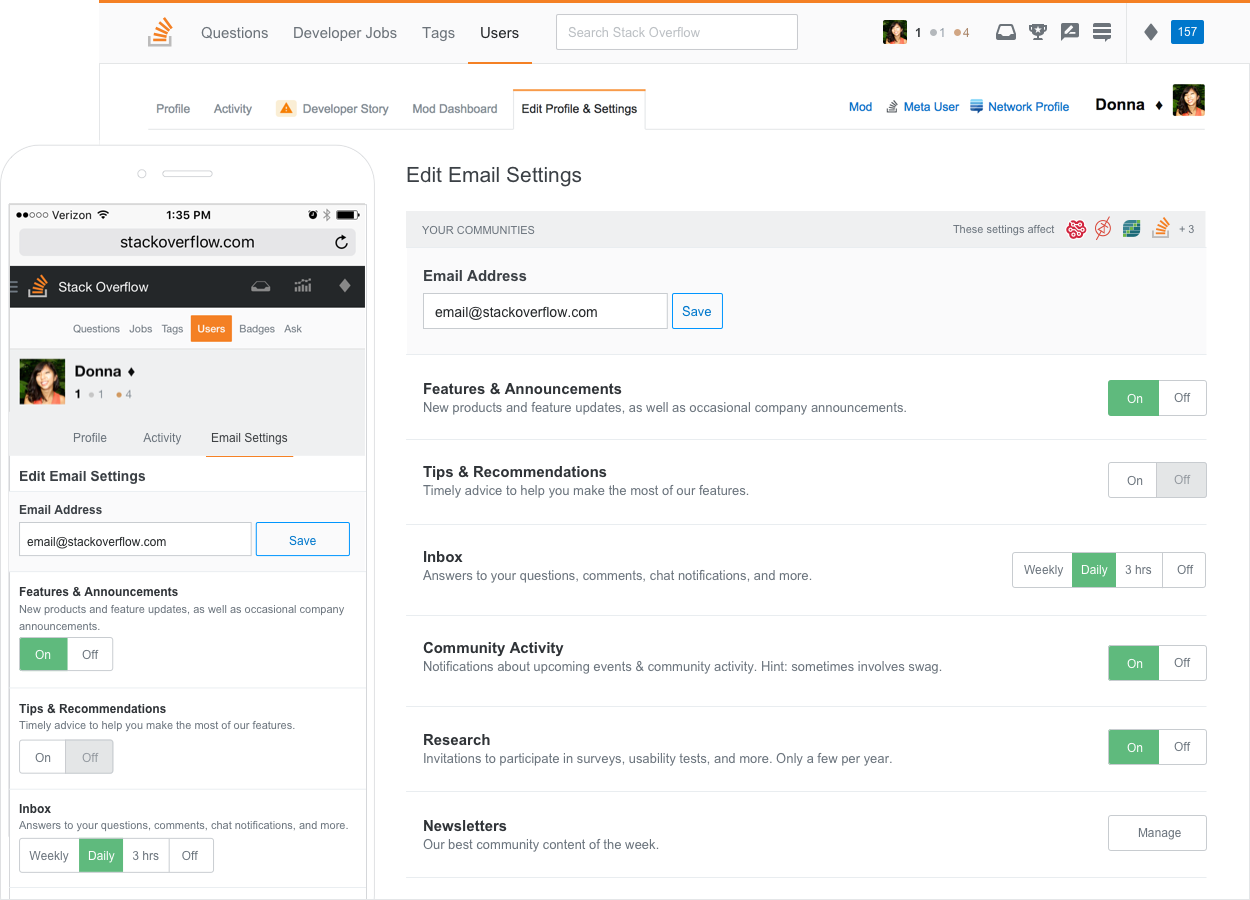 Questions Developer Jobs Tags Users Search Stack Overflow 1 1 4 157
Profile Activity Developer Story Mod Dashboard Edit Profile & Settings Mod Meta User Network Profile Donna
Edit Email Settings
YOUR COMMUNITIES These settings affect + 3
Email Address
email@stackoverflow.com Save
Features & Announcements
New products and feature updates, as well as occasional company announcements.
On Off
Tips & Recommendations
Timely advice to help you make the most of our features.
On Off
Inbox
Answers to your questions, comments, chat notifications, and more.
Weekly Daily 3 hrs Off
Community Activity
Notifications about upcoming events & community activity. Hint: sometimes involves swag.
On Off
Research
Invitations to participate in surveys, usability tests, and more. Only a few per year.
On Off
Newsletters
Our best community content of the week.
Manage
Verizon 1:35 PM
stackoverflow.com
Stack Overflow
Questions Jobs Tags Users Badges Ask
Donna
1 1 4
Profile Activity Email Settings
Edit Email Settings
Email Address
email@stackoverflow.com Save
Features & Announcements
New products and feature updates, as well as occasional company
announcements.
On Off
Tips & Recommendations
Timely advice to help you make the most of our features.
On Off
Inbox
Answers to your questions, comments, chat notifications, and more.
Weekly Daily 3 hrs Off